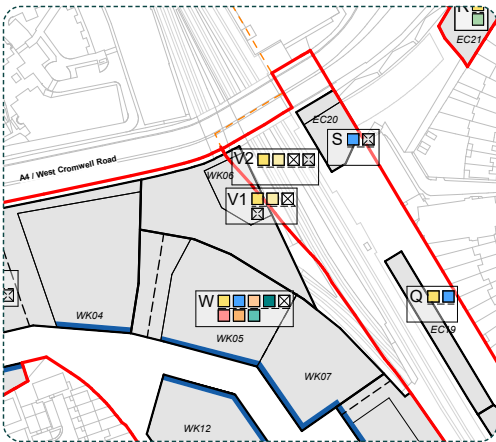 EC21
EC20
S
A4 / West Cromwell Road
V2
WK06
V1
W
Q
WK04
WK05
EC19
WK07
WK12